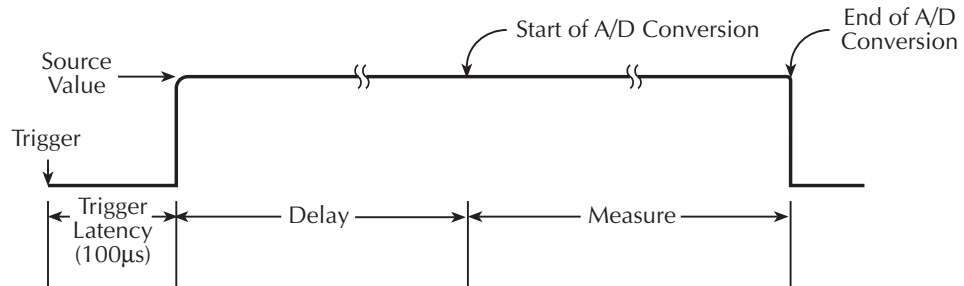 Start of A/D Conversion
End of A/D
Conversion
Source
Value
Trigger
Trigger
Latency
(100µs)
Delay
Measure